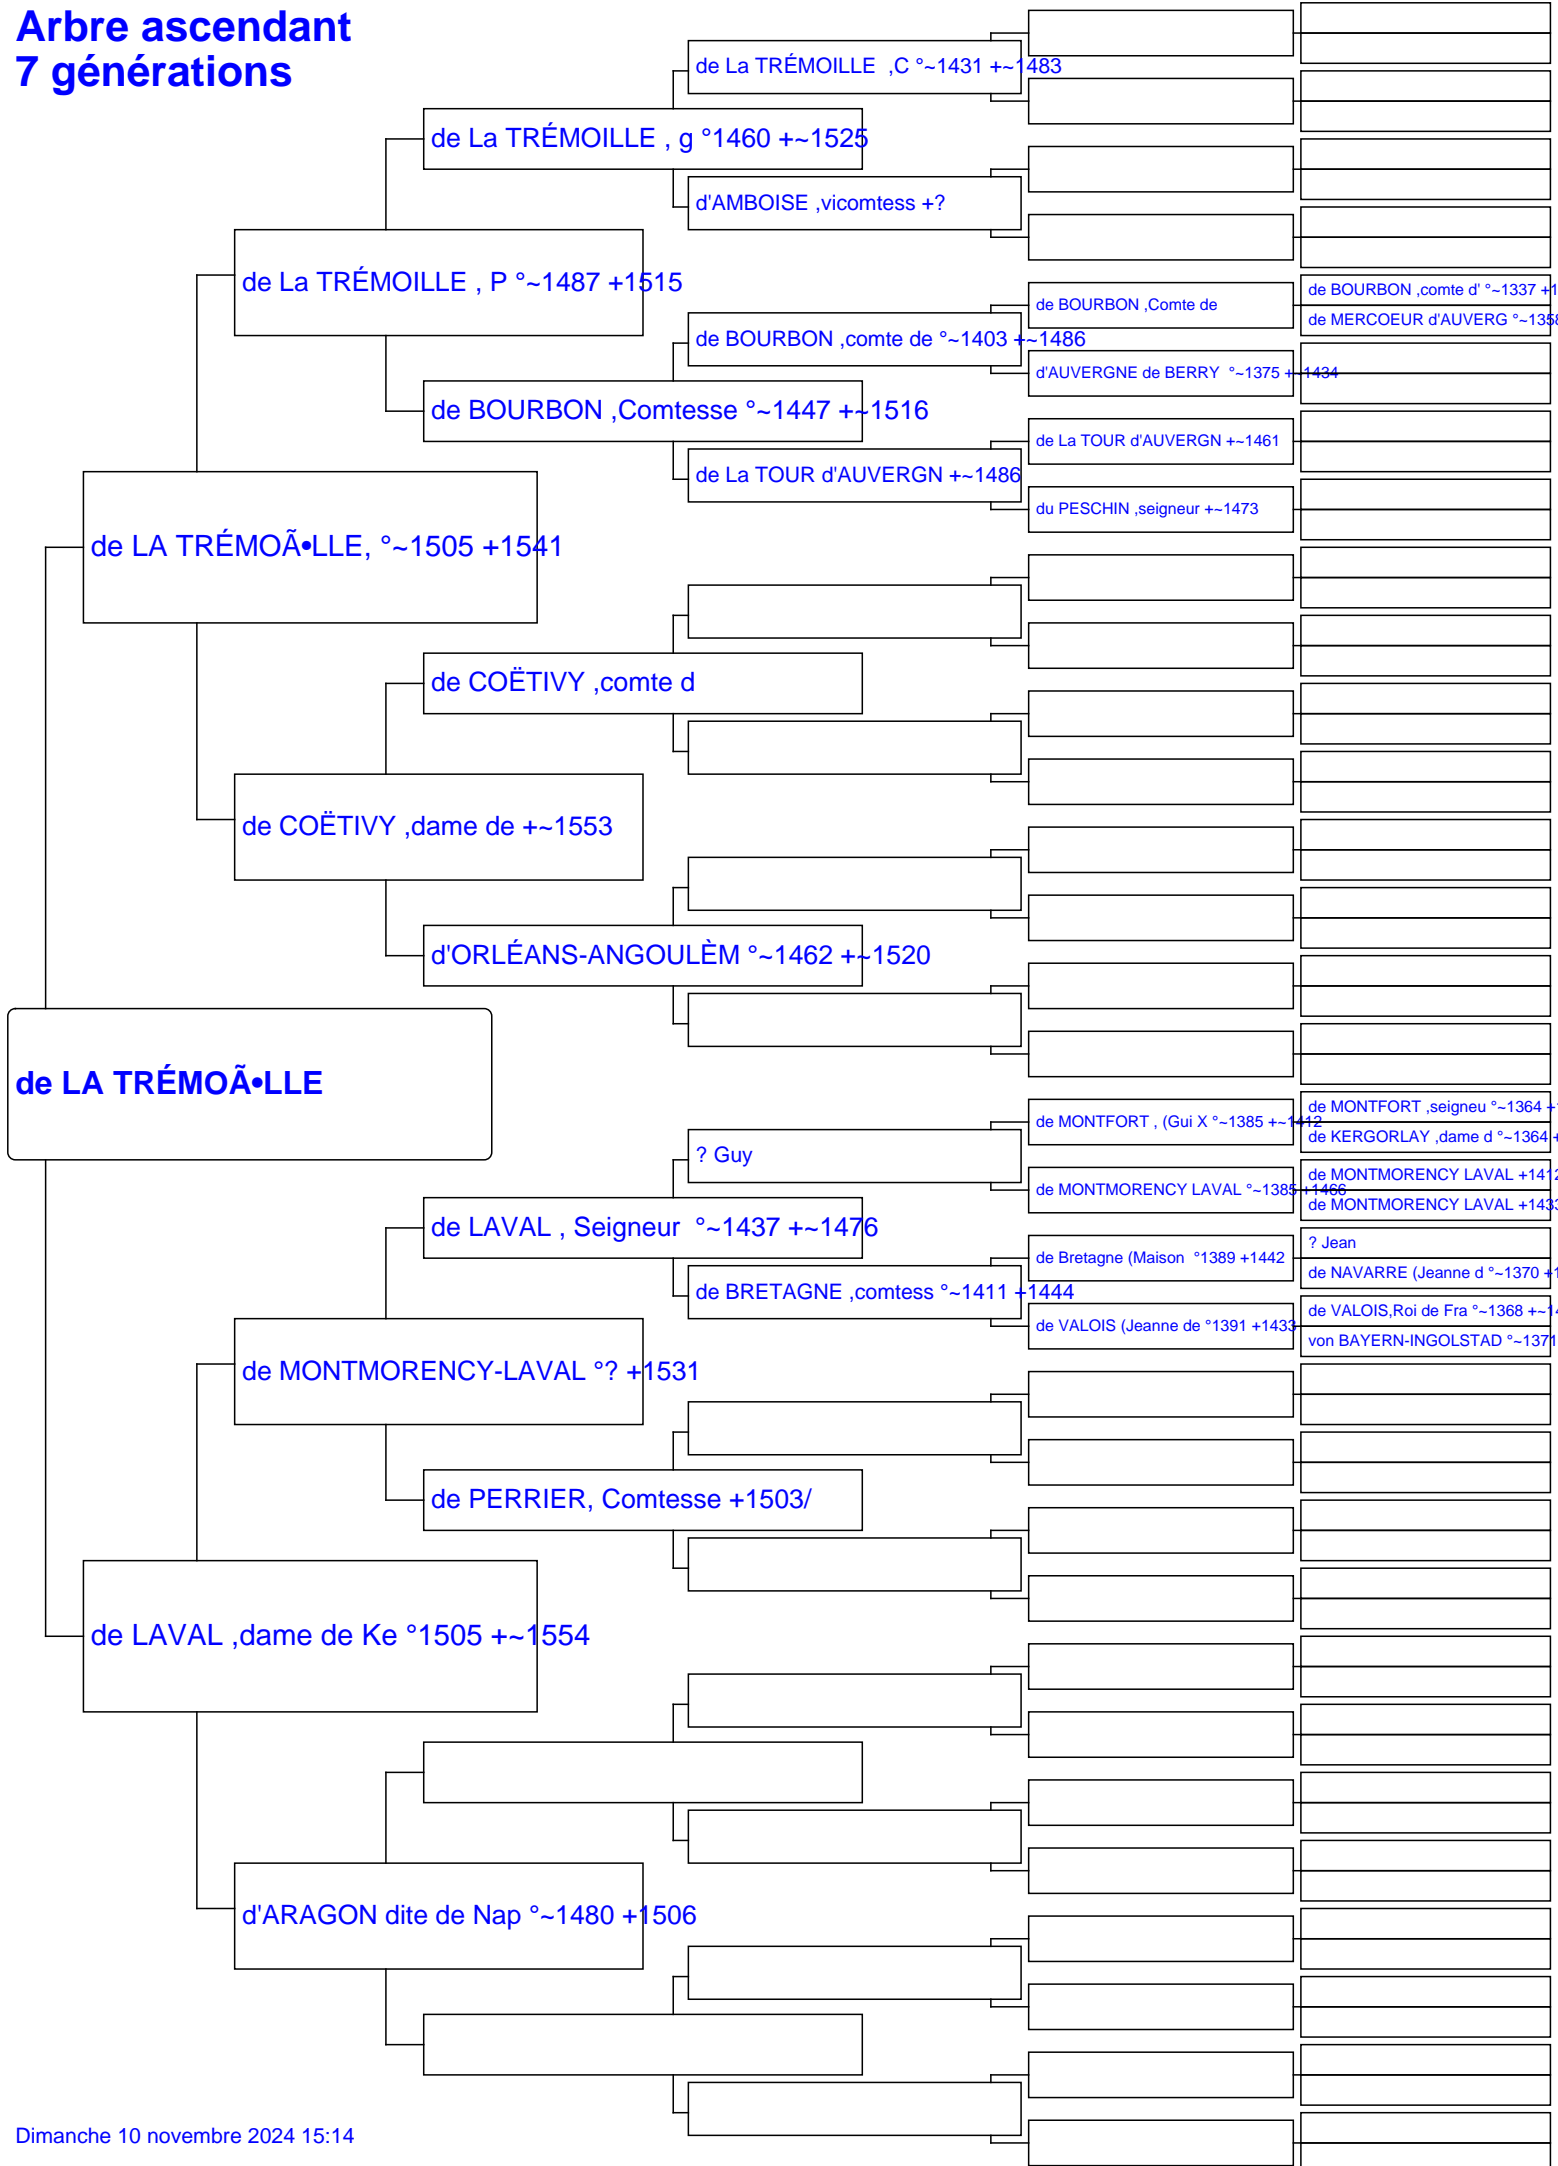 Arbre ascendant
7 générations
de La TRÉMOILLE ,C °~1431 +~1483
de La TRÉMOILLE , g °1460 +~1525
d'AMBOISE ,vicomtess +?
de La TRÉMOILLE , P °~1487 +1515
de BOURBON ,comte d' °~1337 +1
de BOURBON ,Comte de
de MERCOEUR d'AUVERG °~1358
de BOURBON ,comte de °~1403 +~1486
d'AUVERGNE de BERRY °~1375 +~1434
de BOURBON ,Comtesse °~1447 +~1516
de La TOUR d'AUVERGN +~1461
de La TOUR d'AUVERGN +~1486
du PESCHIN ,seigneur +~1473
de LA TRÉMOÃ•LLE, °~1505 +1541
de COËTIVY ,comte d
de COËTIVY ,dame de +~1553
d'ORLÉANS-ANGOULÈM °~1462 +~1520
de LA TRÉMOÃ•LLE
de MONTFORT ,seigneu °~1364 +1
de MONTFORT , (Gui X °~1385 +~1412
de KERGORLAY ,dame d °~1364 +
? Guy
de MONTMORENCY LAVAL +1412
de MONTMORENCY LAVAL °~1385 +1466
de MONTMORENCY LAVAL +1433
de LAVAL , Seigneur °~1437 +~1476
? Jean
de Bretagne (Maison °1389 +1442
de NAVARRE (Jeanne d °~1370 +1
de BRETAGNE ,comtess °~1411 +1444
de VALOIS,Roi de Fra °~1368 +~14
de VALOIS (Jeanne de °1391 +1433
von BAYERN-INGOLSTAD °~1371
de MONTMORENCY-LAVAL °? +1531
de PERRIER, Comtesse +1503/
de LAVAL ,dame de Ke °1505 +~1554
d'ARAGON dite de Nap °~1480 +1506
Dimanche 10 novembre 2024 15:14